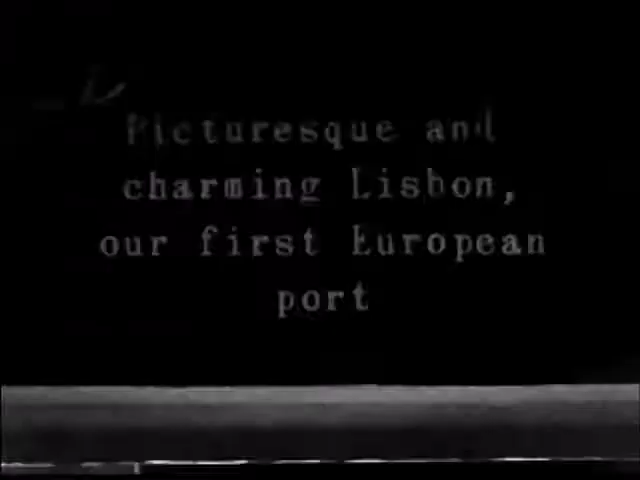 Picturesque and
charming Lisbon,
our first European
port